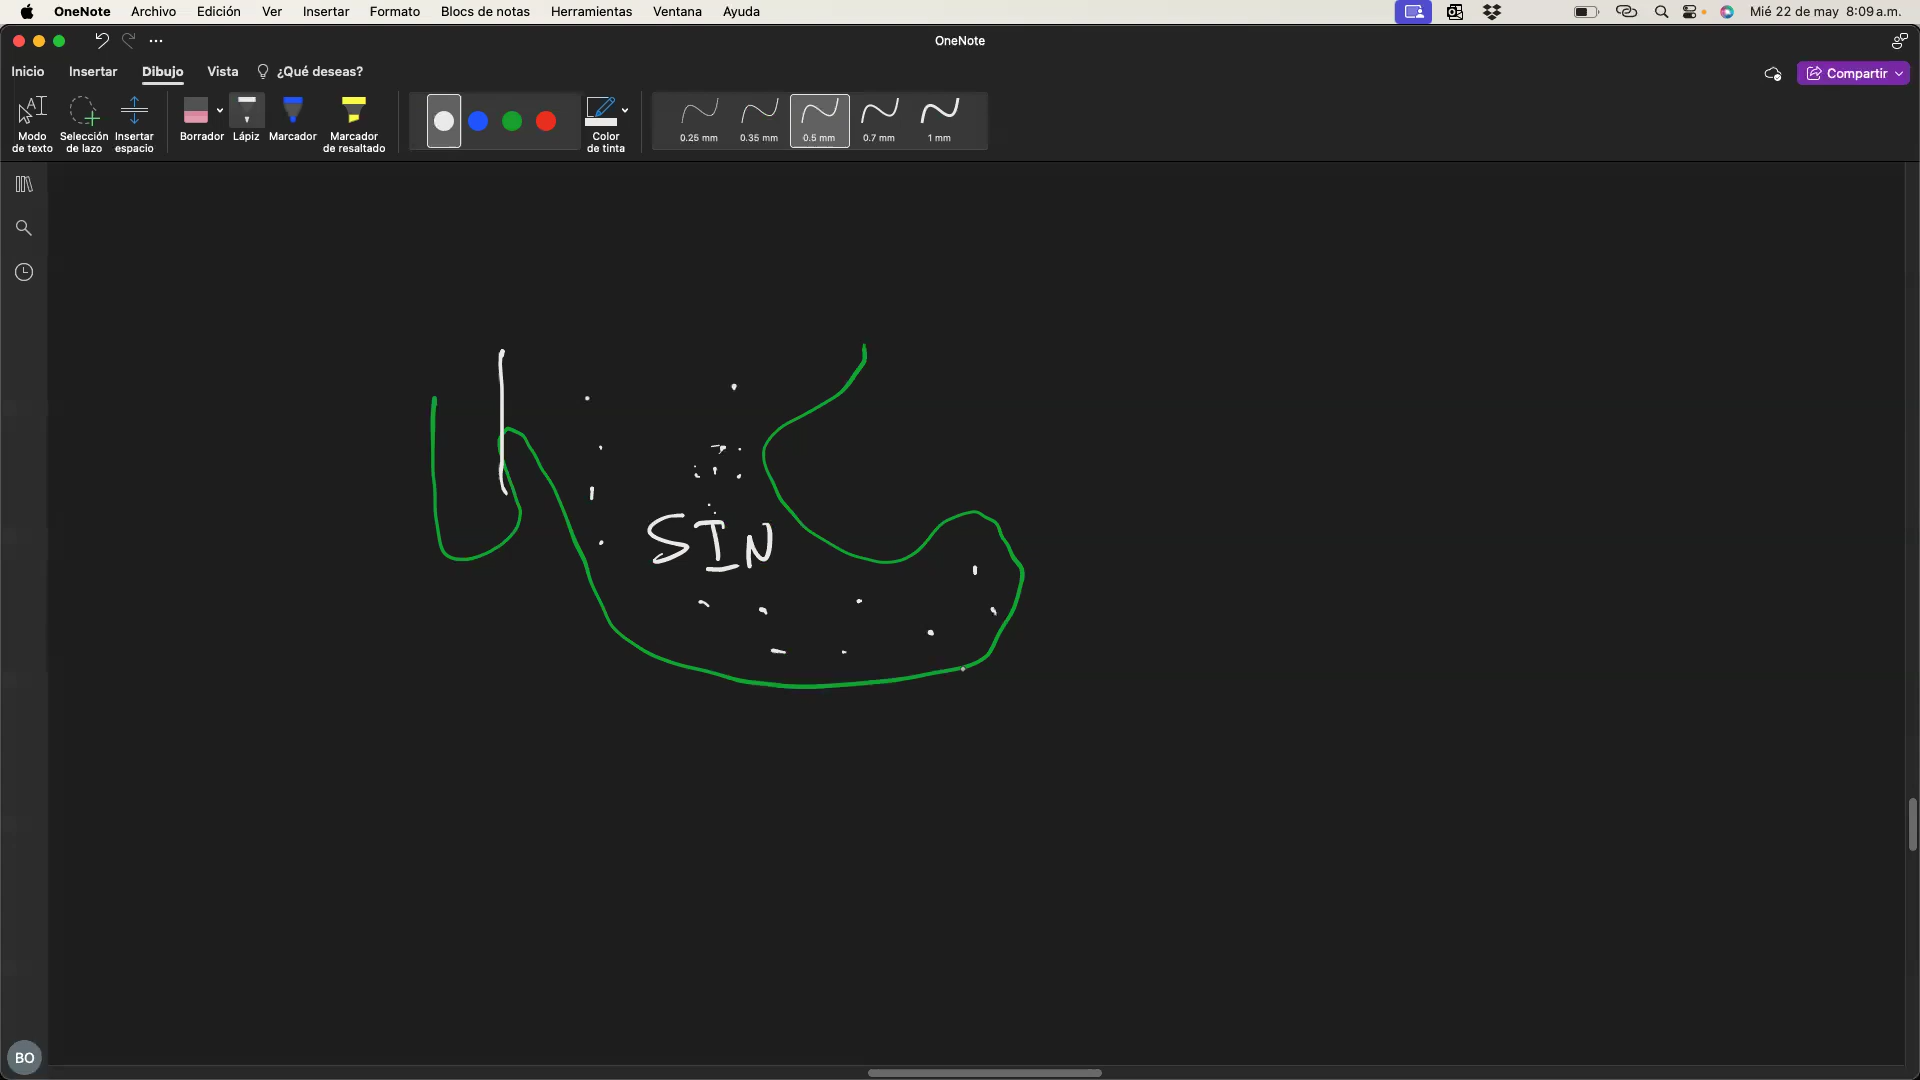 OneNote Archivo Edición Ver Insertar Formato Blocs de notas Herramientas Ventana Ayuda Mié 22 de may 8:09 a.m.
OneNote
Inicio Insertar Dibujo Vista ¿Qué deseas? Compartir
Modo de texto
Selección de lazo
Insertar espacio
Borrador
Lápiz
Marcador
Marcador de resaltado
Color de tinta
0.25 mm 0.35 mm 0.5 mm 0.7 mm 1 mm
SIN
BO